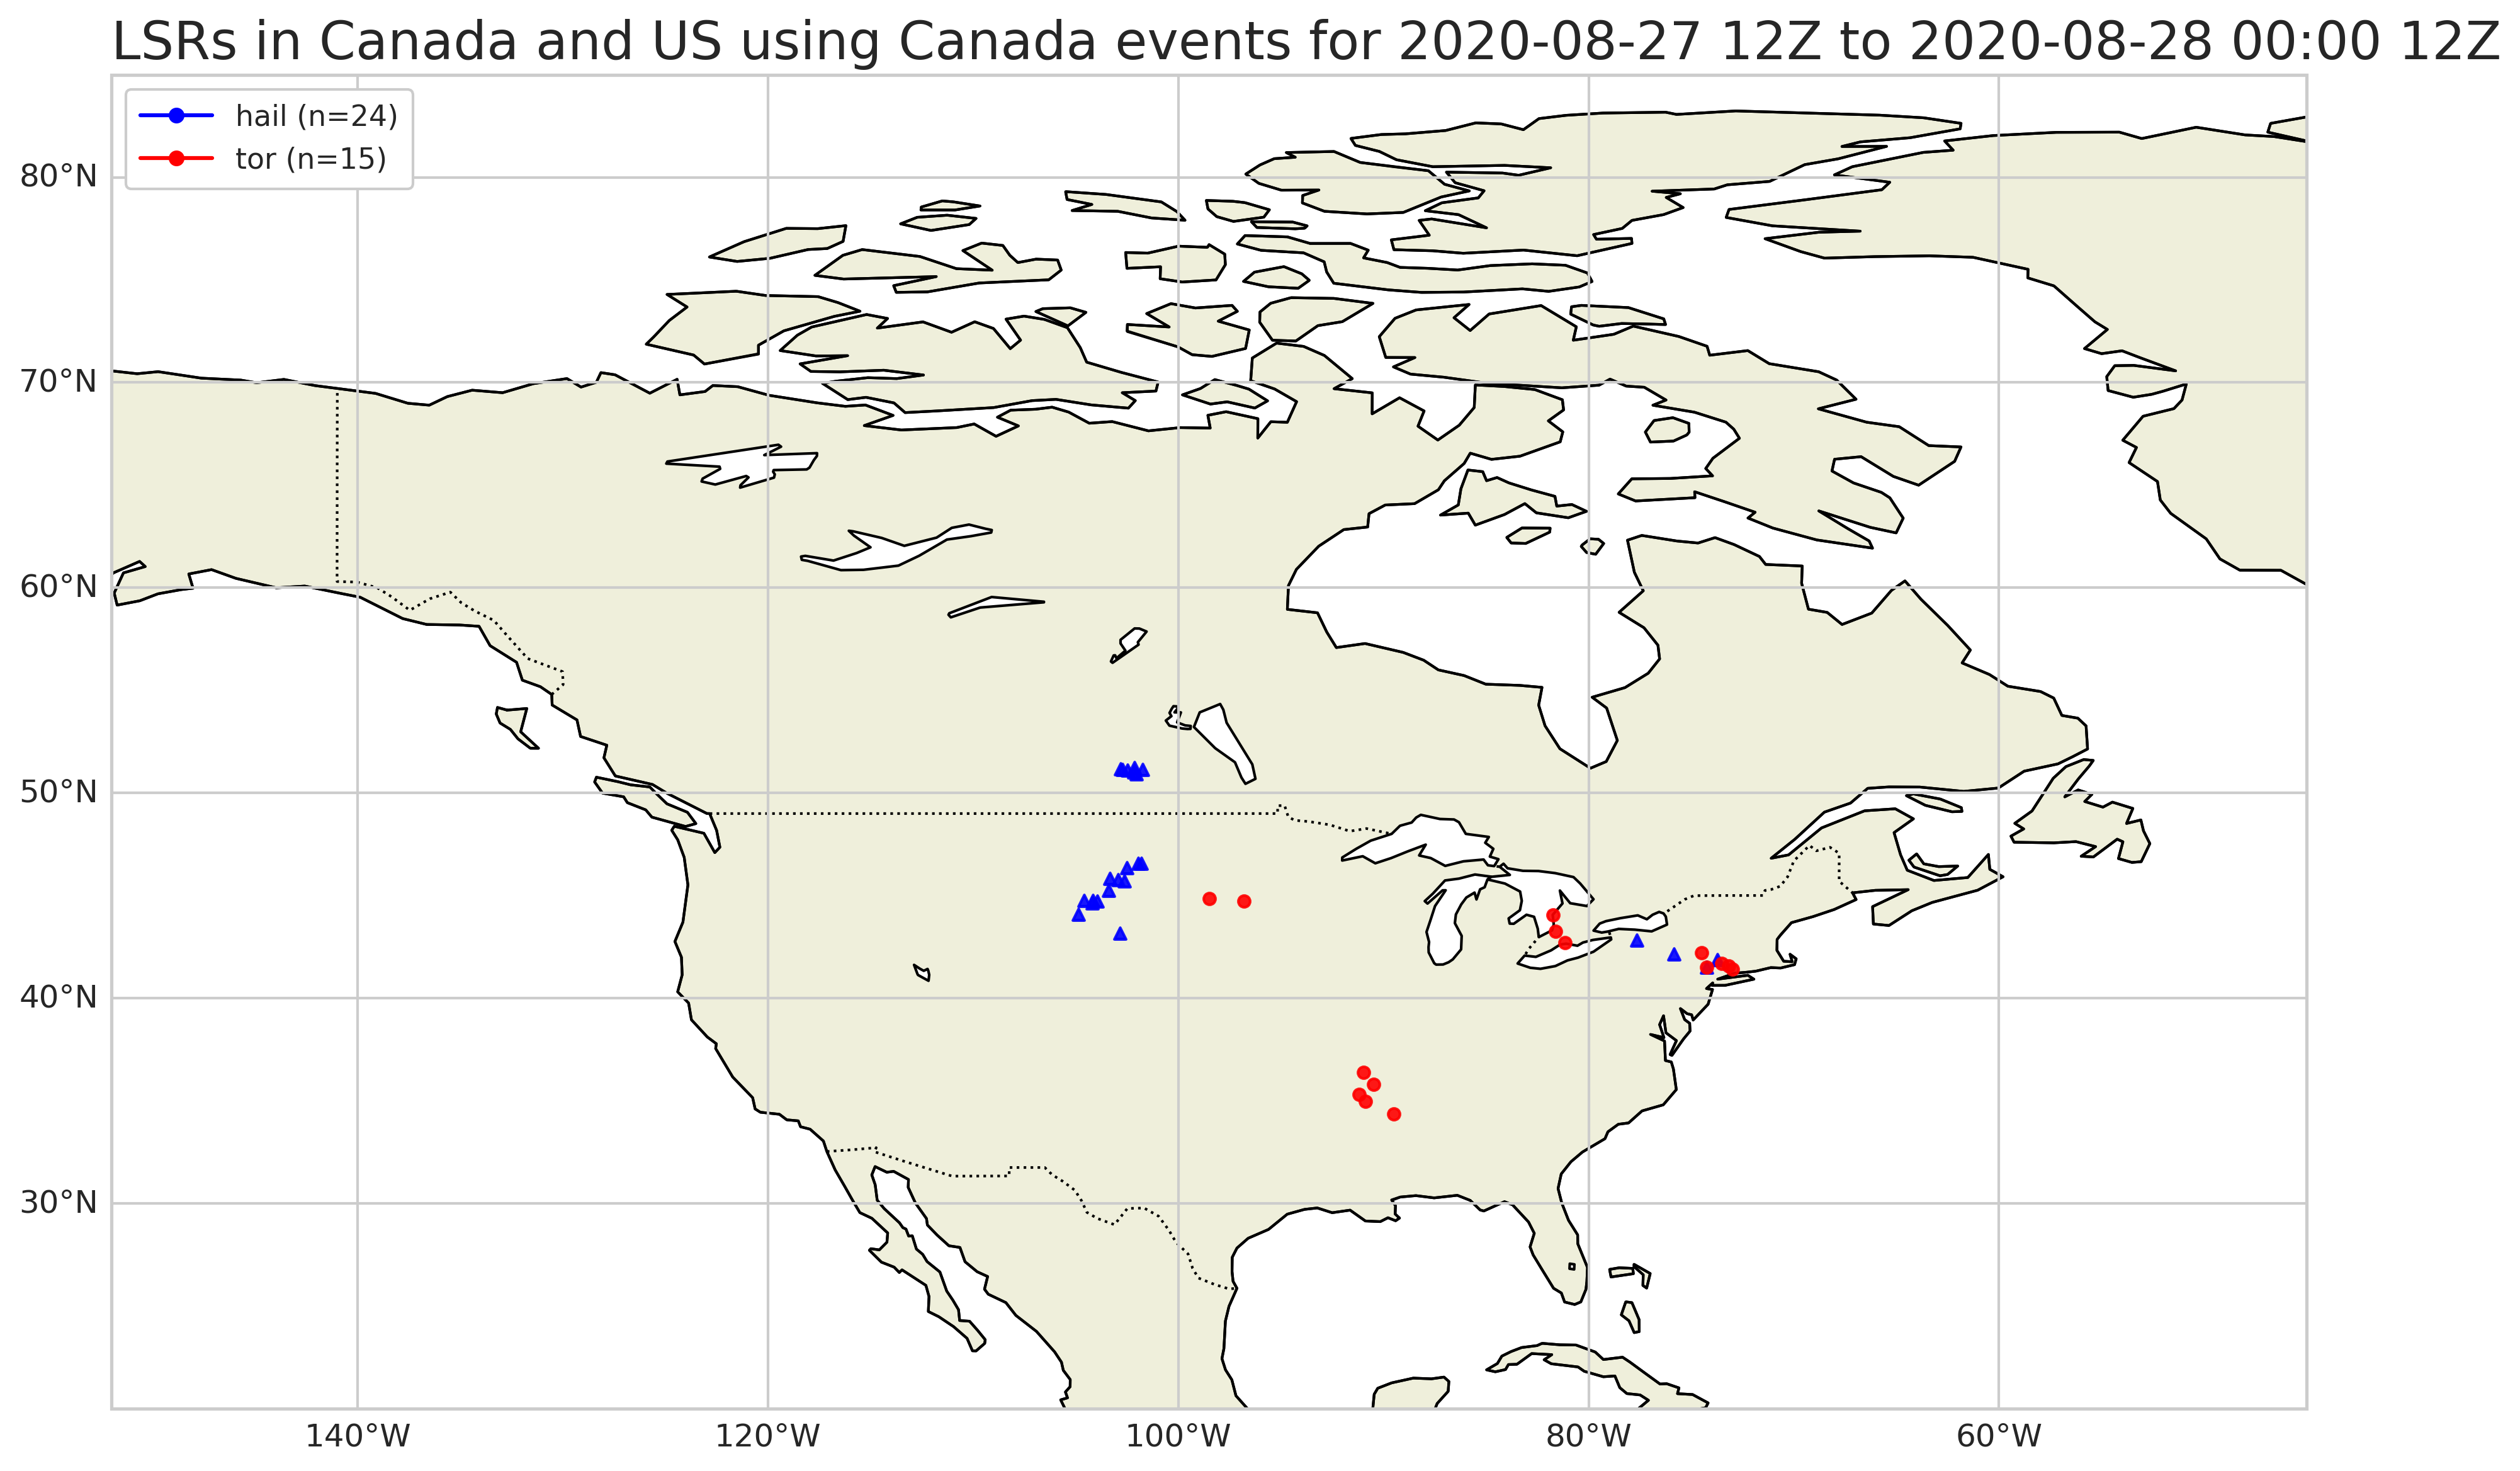 LSRs in Canada and US using Canada events for 2020-08-27 12Z to 2020-08-28 00:00 12Z
hail (n=24)
tor (n=15)
80°N
70°N
60°N
50°N
40°N
30°N
140°W 120°W 100°W 80°W 60°W